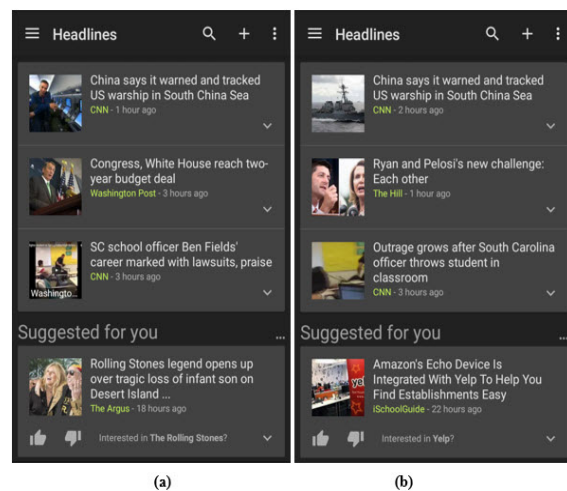 Headlines
China says it warned and tracked
US warship in South China Sea
CNN - 1 hour ago
Congress, White House reach two-
year budget deal
Washington Post - 3 hours ago
SC school officer Ben Fields'
career marked with lawsuits, praise
CNN - 3 hours ago
Washingto...
Suggested for you
Rolling Stones legend opens up
over tragic loss of infant son on
Desert Island ...
The Argus - 18 hours ago
Interested in The Rolling Stones?
(a)
Headlines
China says it warned and tracked
US warship in South China Sea
CNN - 2 hours ago
Ryan and Pelosi's new challenge:
Each other
The Hill - 1 hour ago
Outrage grows after South Carolina
officer throws student in
classroom
CNN - 3 hours ago
Suggested for you
yel
Amazon's Echo Device Is
Integrated With Yelp To Help You
Find Establishments Easy
iSchoolGuide - 22 hours ago
Interested in Yelp?
(b)